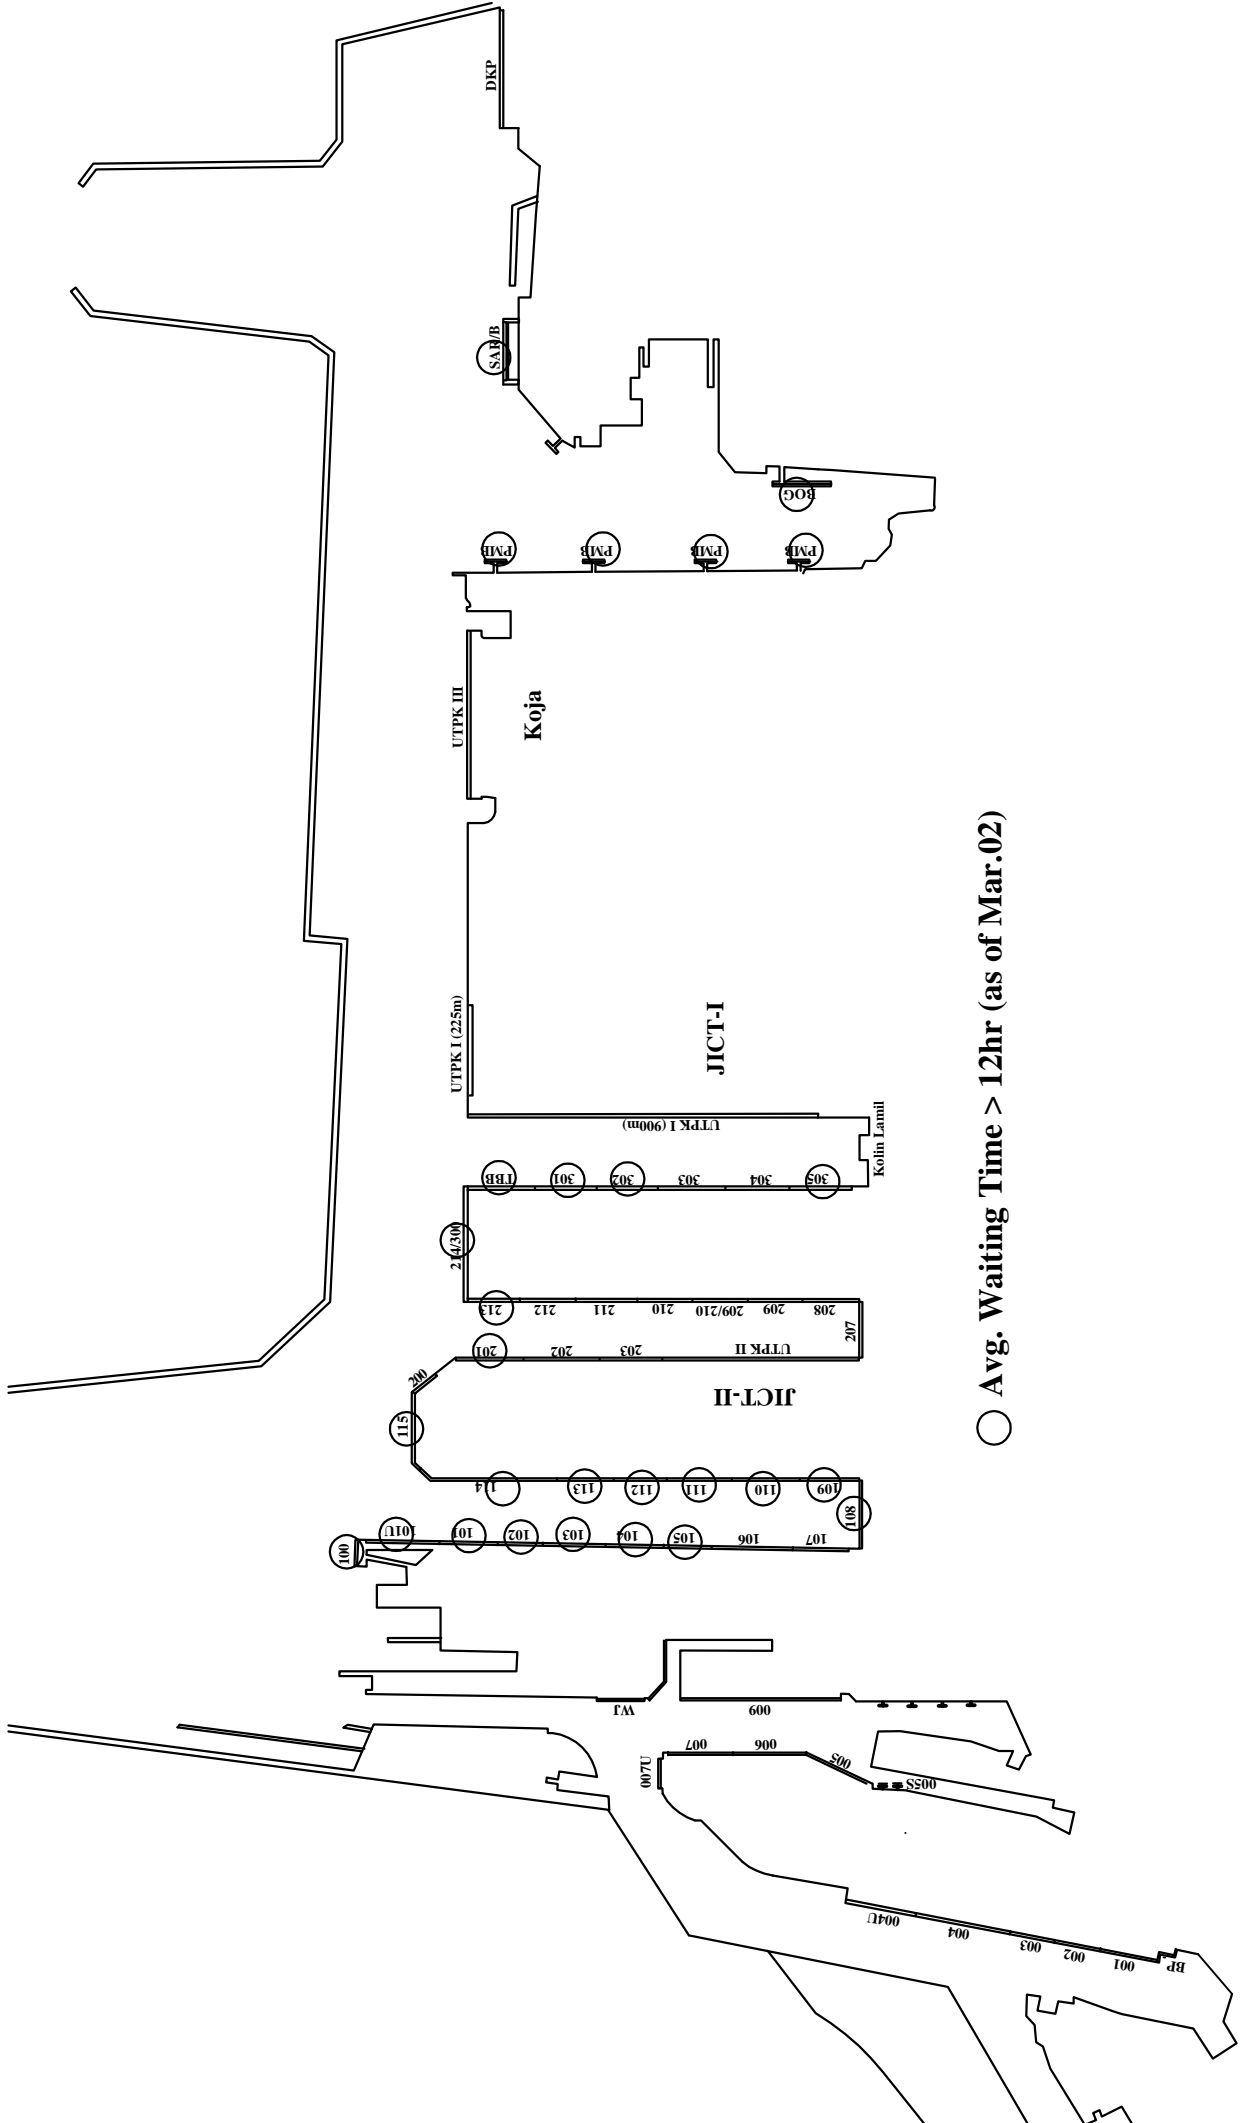 DKP
SAR/B
BOG
PMB
PMB
PMB
PMB
UTPK III
Koja
UTPK I (225m)
JICT-I
UTPK I (900m)
Kolin Lamil
TBB
301
302
303
304
305
214/300
213
212
211
210
209/210
209
208
207
201
202
203
UTPK II
200
JICT-II
115
114
113
112
111
110
109
108
100
101U
101
102
103
104
105
106
107
WJ
009
007U
007
006
005
005S
004U
004
003
002
001
BP
Avg. Waiting Time > 12hr (as of Mar.02)